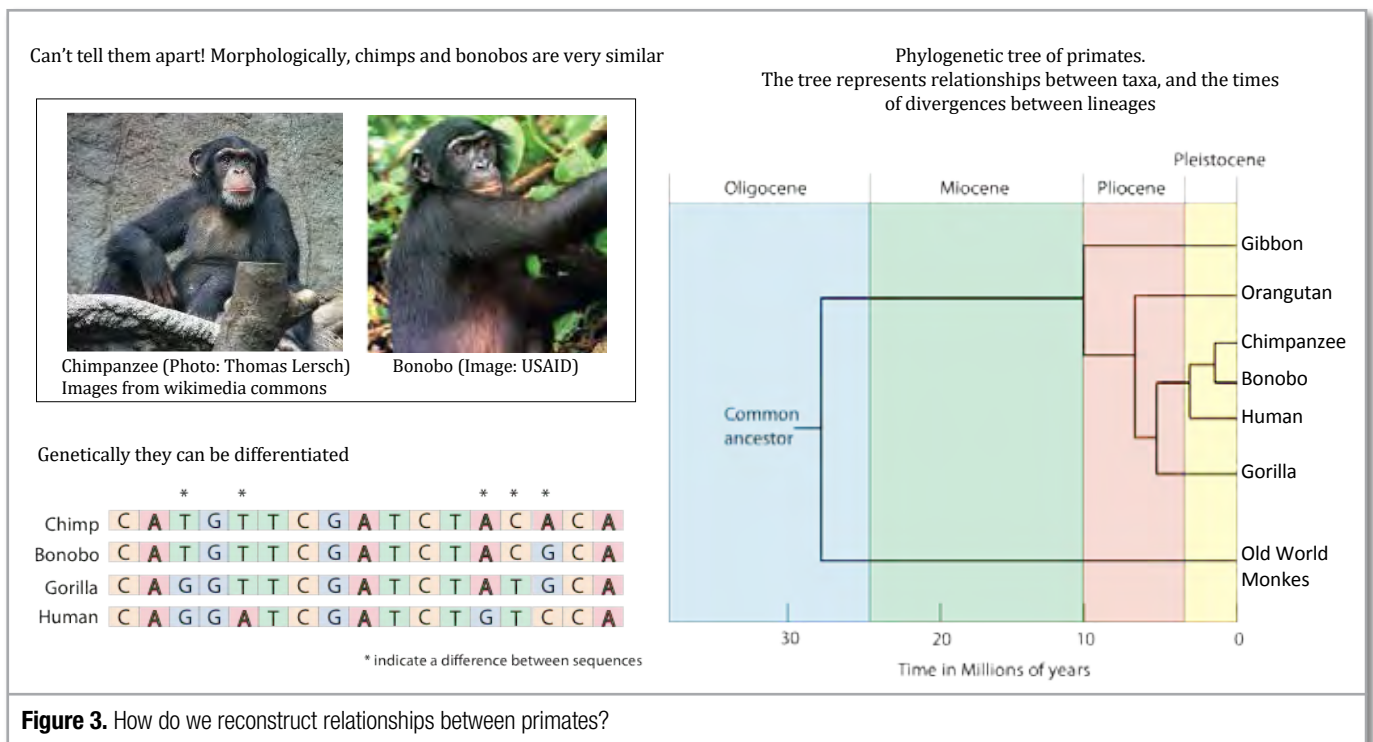 Can't tell them apart! Morphologically, chimps and bonobos are very similar
Chimpanzee (Photo: Thomas Lersch)
Images from wikimedia commons
Bonobo (Image: USAID)
Genetically they can be differentiated
* * * * *
Chimp C A T G T T C G A T C T A C A C A
Bonobo C A T G T T C G A T C T A C G C A
Gorilla C A G G T T C G A T C T A T G C A
Human C A G G A T C G A T C T G T C C A
* indicate a difference between sequences
Phylogenetic tree of primates.
The tree represents relationships between taxa, and the times
of divergences between lineages
Pleistocene
Oligocene Miocene Pliocene
Gibbon
Orangutan
Chimpanzee
Bonobo
Human
Gorilla
Common
ancestor
Old World
Monkes
30 20 10 0
Time in Millions of years
Figure 3. How do we reconstruct relationships between primates?